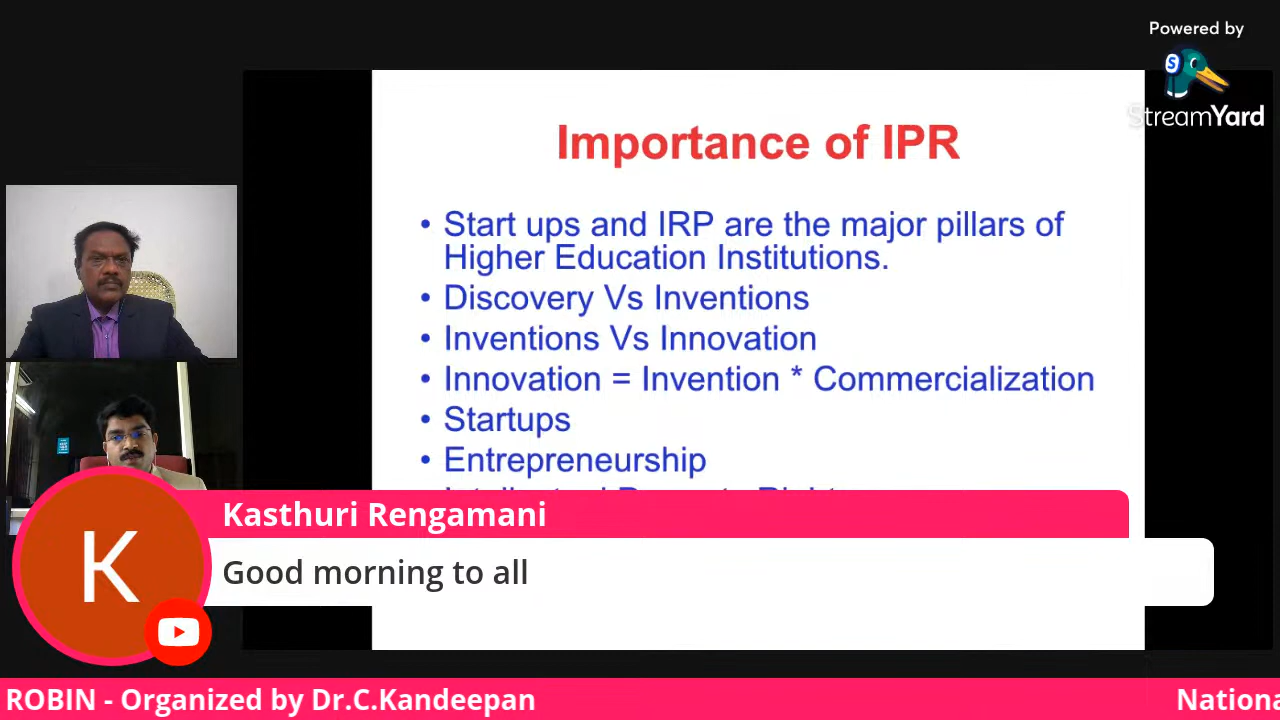 Powered by
StreamYard
Importance of IPR
• Start ups and IRP are the major pillars of
Higher Education Institutions.
• Discovery Vs Inventions
• Inventions Vs Innovation
• Innovation = Invention * Commercialization
• Startups
• Entrepreneurship
K
Kasthuri Rengamani
Good morning to all
ROBIN - Organized by Dr.C.Kandeepan